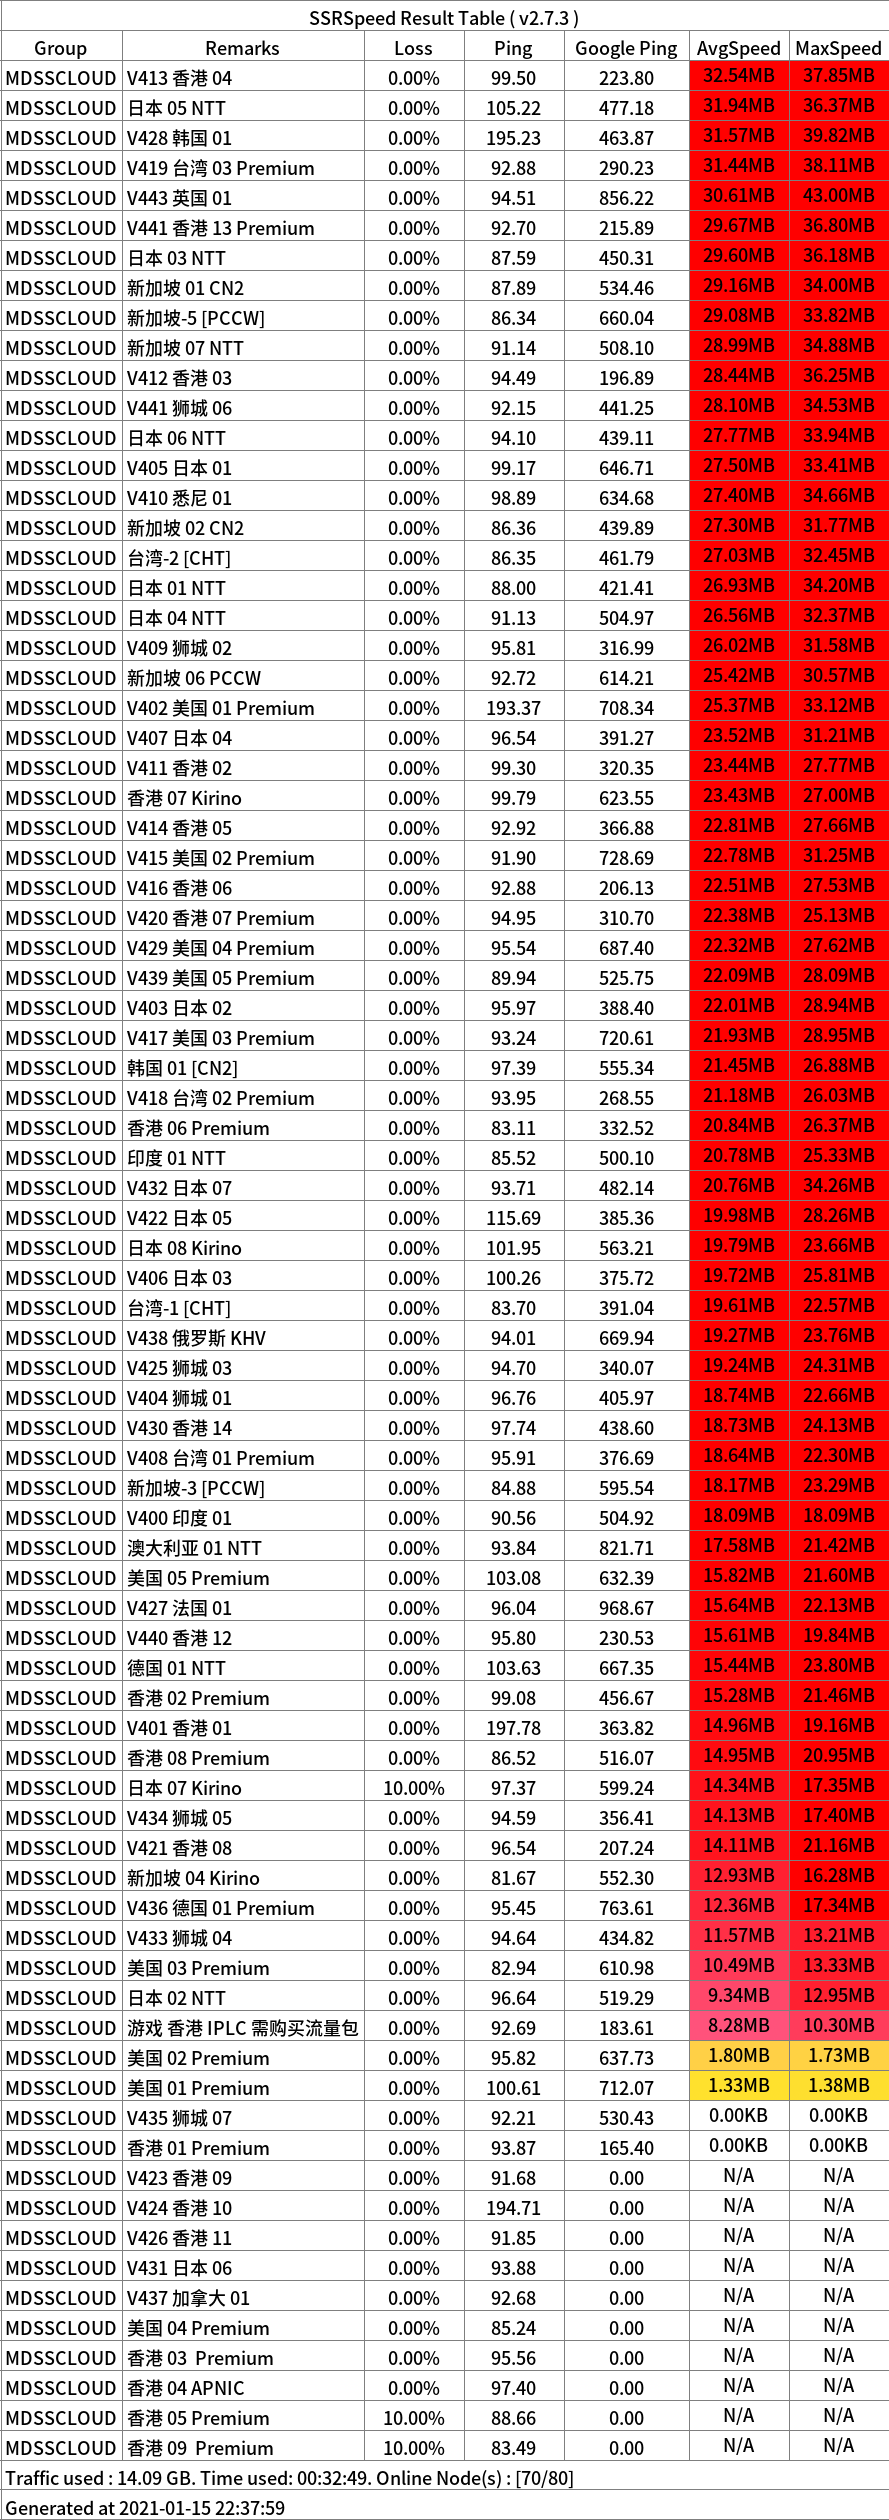 SSRSpeed Result Table ( v2.7.3 )
Group Remarks Loss Ping Google Ping AvgSpeed MaxSpeed
MDSSCLOUD V413 香港 04 0.00% 99.50 223.80 32.54MB 37.85MB
MDSSCLOUD 日本 05 NTT 0.00% 105.22 477.18 31.94MB 36.37MB
MDSSCLOUD V428 韩国 01 0.00% 195.23 463.87 31.57MB 39.82MB
MDSSCLOUD V419 台湾 03 Premium 0.00% 92.88 290.23 31.44MB 38.11MB
MDSSCLOUD V443 英国 01 0.00% 94.51 856.22 30.61MB 43.00MB
MDSSCLOUD V441 香港 13 Premium 0.00% 92.70 215.89 29.67MB 36.80MB
MDSSCLOUD 日本 03 NTT 0.00% 87.59 450.31 29.60MB 36.18MB
MDSSCLOUD 新加坡 01 CN2 0.00% 87.89 534.46 29.16MB 34.00MB
MDSSCLOUD 新加坡-5 [PCCW] 0.00% 86.34 660.04 29.08MB 33.82MB
MDSSCLOUD 新加坡 07 NTT 0.00% 91.14 508.10 28.99MB 34.88MB
MDSSCLOUD V412 香港 03 0.00% 94.49 196.89 28.44MB 36.25MB
MDSSCLOUD V441 狮城 06 0.00% 92.15 441.25 28.10MB 34.53MB
MDSSCLOUD 日本 06 NTT 0.00% 94.10 439.11 27.77MB 33.94MB
MDSSCLOUD V405 日本 01 0.00% 99.17 646.71 27.50MB 33.41MB
MDSSCLOUD V410 悉尼 01 0.00% 98.89 634.68 27.40MB 34.66MB
MDSSCLOUD 新加坡 02 CN2 0.00% 86.36 439.89 27.30MB 31.77MB
MDSSCLOUD 台湾-2 [CHT] 0.00% 86.35 461.79 27.03MB 32.45MB
MDSSCLOUD 日本 01 NTT 0.00% 88.00 421.41 26.93MB 34.20MB
MDSSCLOUD 日本 04 NTT 0.00% 91.13 504.97 26.56MB 32.37MB
MDSSCLOUD V409 狮城 02 0.00% 95.81 316.99 26.02MB 31.58MB
MDSSCLOUD 新加坡 06 PCCW 0.00% 92.72 614.21 25.42MB 30.57MB
MDSSCLOUD V402 美国 01 Premium 0.00% 193.37 708.34 25.37MB 33.12MB
MDSSCLOUD V407 日本 04 0.00% 96.54 391.27 23.52MB 31.21MB
MDSSCLOUD V411 香港 02 0.00% 99.30 320.35 23.44MB 27.77MB
MDSSCLOUD 香港 07 Kirino 0.00% 99.79 623.55 23.43MB 27.00MB
MDSSCLOUD V414 香港 05 0.00% 92.92 366.88 22.81MB 27.66MB
MDSSCLOUD V415 美国 02 Premium 0.00% 91.90 728.69 22.78MB 31.25MB
MDSSCLOUD V416 香港 06 0.00% 92.88 206.13 22.51MB 27.53MB
MDSSCLOUD V420 香港 07 Premium 0.00% 94.95 310.70 22.38MB 25.13MB
MDSSCLOUD V429 美国 04 Premium 0.00% 95.54 687.40 22.32MB 27.62MB
MDSSCLOUD V439 美国 05 Premium 0.00% 89.94 525.75 22.09MB 28.09MB
MDSSCLOUD V403 日本 02 0.00% 95.97 388.40 22.01MB 28.94MB
MDSSCLOUD V417 美国 03 Premium 0.00% 93.24 720.61 21.93MB 28.95MB
MDSSCLOUD 韩国 01 [CN2] 0.00% 97.39 555.34 21.45MB 26.88MB
MDSSCLOUD V418 台湾 02 Premium 0.00% 93.95 268.55 21.18MB 26.03MB
MDSSCLOUD 香港 06 Premium 0.00% 83.11 332.52 20.84MB 26.37MB
MDSSCLOUD 印度 01 NTT 0.00% 85.52 500.10 20.78MB 25.33MB
MDSSCLOUD V432 日本 07 0.00% 93.71 482.14 20.76MB 34.26MB
MDSSCLOUD V422 日本 05 0.00% 115.69 385.36 19.98MB 28.26MB
MDSSCLOUD 日本 08 Kirino 0.00% 101.95 563.21 19.79MB 23.66MB
MDSSCLOUD V406 日本 03 0.00% 100.26 375.72 19.72MB 25.81MB
MDSSCLOUD 台湾-1 [CHT] 0.00% 83.70 391.04 19.61MB 22.57MB
MDSSCLOUD V438 俄罗斯 KHV 0.00% 94.01 669.94 19.27MB 23.76MB
MDSSCLOUD V425 狮城 03 0.00% 94.70 340.07 19.24MB 24.31MB
MDSSCLOUD V404 狮城 01 0.00% 96.76 405.97 18.74MB 22.66MB
MDSSCLOUD V430 香港 14 0.00% 97.74 438.60 18.73MB 24.13MB
MDSSCLOUD V408 台湾 01 Premium 0.00% 95.91 376.69 18.64MB 22.30MB
MDSSCLOUD 新加坡-3 [PCCW] 0.00% 84.88 595.54 18.17MB 23.29MB
MDSSCLOUD V400 印度 01 0.00% 90.56 504.92 18.09MB 18.09MB
MDSSCLOUD 澳大利亚 01 NTT 0.00% 93.84 821.71 17.58MB 21.42MB
MDSSCLOUD 美国 05 Premium 0.00% 103.08 632.39 15.82MB 21.60MB
MDSSCLOUD V427 法国 01 0.00% 96.04 968.67 15.64MB 22.13MB
MDSSCLOUD V440 香港 12 0.00% 95.80 230.53 15.61MB 19.84MB
MDSSCLOUD 德国 01 NTT 0.00% 103.63 667.35 15.44MB 23.80MB
MDSSCLOUD 香港 02 Premium 0.00% 99.08 456.67 15.28MB 21.46MB
MDSSCLOUD V401 香港 01 0.00% 197.78 363.82 14.96MB 19.16MB
MDSSCLOUD 香港 08 Premium 0.00% 86.52 516.07 14.95MB 20.95MB
MDSSCLOUD 日本 07 Kirino 10.00% 97.37 599.24 14.34MB 17.35MB
MDSSCLOUD V434 狮城 05 0.00% 94.59 356.41 14.13MB 17.40MB
MDSSCLOUD V421 香港 08 0.00% 96.54 207.24 14.11MB 21.16MB
MDSSCLOUD 新加坡 04 Kirino 0.00% 81.67 552.30 12.93MB 16.28MB
MDSSCLOUD V436 德国 01 Premium 0.00% 95.45 763.61 12.36MB 17.34MB
MDSSCLOUD V433 狮城 04 0.00% 94.64 434.82 11.57MB 13.21MB
MDSSCLOUD 美国 03 Premium 0.00% 82.94 610.98 10.49MB 13.33MB
MDSSCLOUD 日本 02 NTT 0.00% 96.64 519.29 9.34MB 12.95MB
MDSSCLOUD 游戏 香港 IPLC 需购买流量包 0.00% 92.69 183.61 8.28MB 10.30MB
MDSSCLOUD 美国 02 Premium 0.00% 95.82 637.73 1.80MB 1.73MB
MDSSCLOUD 美国 01 Premium 0.00% 100.61 712.07 1.33MB 1.38MB
MDSSCLOUD V435 狮城 07 0.00% 92.21 530.43 0.00KB 0.00KB
MDSSCLOUD 香港 01 Premium 0.00% 93.87 165.40 0.00KB 0.00KB
MDSSCLOUD V423 香港 09 0.00% 91.68 0.00 N/A N/A
MDSSCLOUD V424 香港 10 0.00% 194.71 0.00 N/A N/A
MDSSCLOUD V426 香港 11 0.00% 91.85 0.00 N/A N/A
MDSSCLOUD V431 日本 06 0.00% 93.88 0.00 N/A N/A
MDSSCLOUD V437 加拿大 01 0.00% 92.68 0.00 N/A N/A
MDSSCLOUD 美国 04 Premium 0.00% 85.24 0.00 N/A N/A
MDSSCLOUD 香港 03 Premium 0.00% 95.56 0.00 N/A N/A
MDSSCLOUD 香港 04 APNIC 0.00% 97.40 0.00 N/A N/A
MDSSCLOUD 香港 05 Premium 10.00% 88.66 0.00 N/A N/A
MDSSCLOUD 香港 09 Premium 10.00% 83.49 0.00 N/A N/A
Traffic used : 14.09 GB. Time used: 00:32:49. Online Node(s) : [70/80]
Generated at 2021-01-15 22:37:59